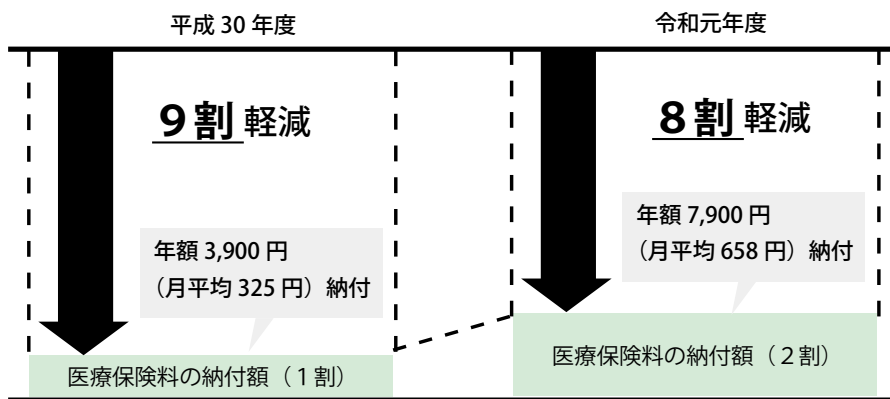 平成 30 年度
9割 軽減
年額 3,900 円
（月平均 325 円）納付
医療保険料の納付額（１割）
令和元年度
8割 軽減
年額 7,900 円
（月平均 658 円）納付
医療保険料の納付額（２割）